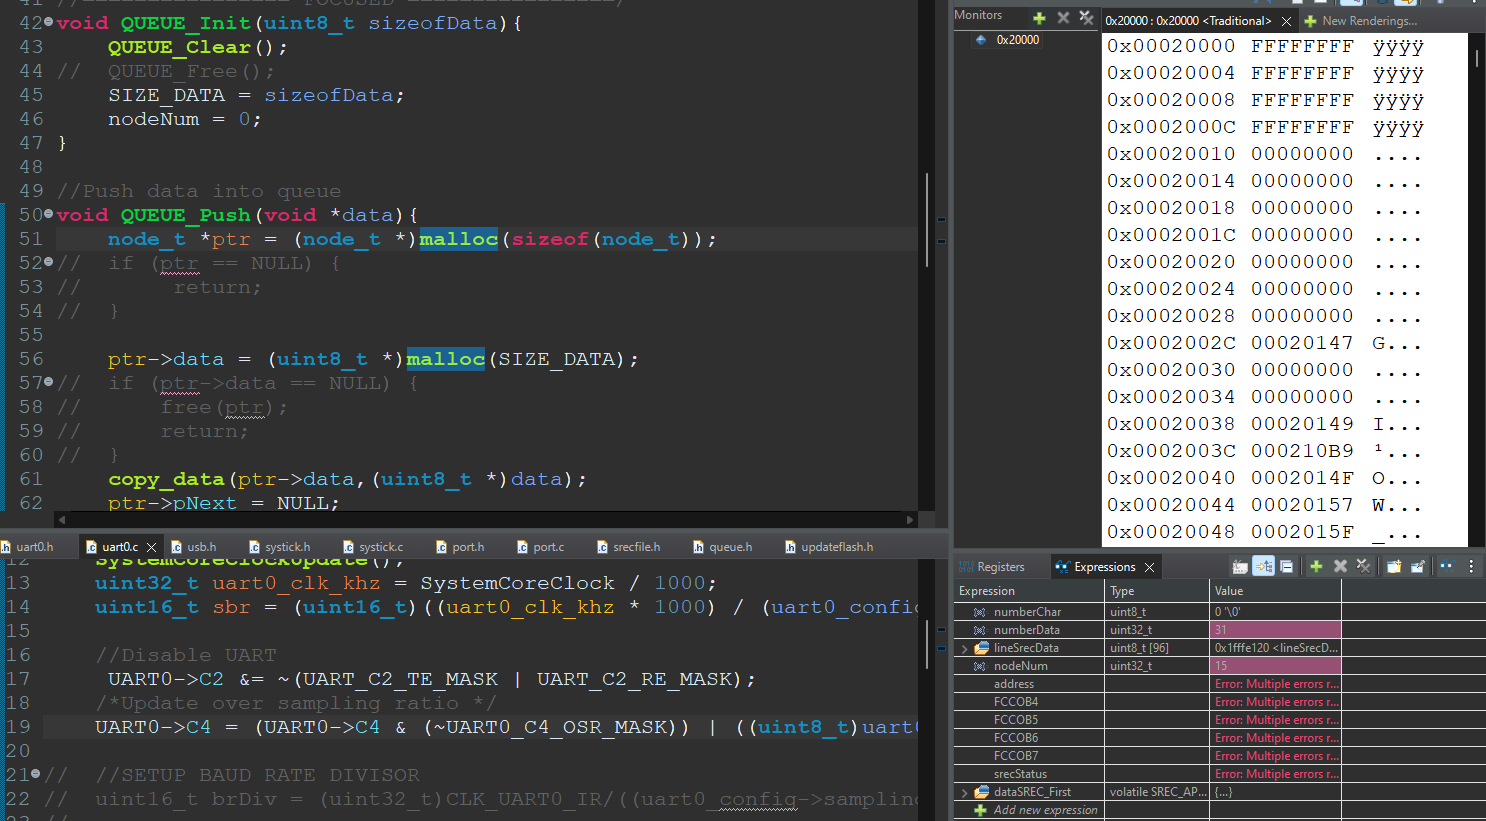 42 void QUEUE_Init(uint8_t sizeofData){
43     QUEUE_Clear();
44 //  QUEUE_Free();
45     SIZE_DATA = sizeofData;
46     nodeNum = 0;
47 }
48
49 //Push data into queue
50 void QUEUE_Push(void *data){
51     node_t *ptr = (node_t *)malloc(sizeof(node_t));
52 //  if (ptr == NULL) {
53 //       return;
54 //  }
55
56     ptr->data = (uint8_t *)malloc(SIZE_DATA);
57 //  if (ptr->data == NULL) {
58 //      free(ptr);
59 //      return;
60 //  }
61     copy_data(ptr->data,(uint8_t *)data);
62     ptr->pNext = NULL;
uart0.h
uart0.c
usb.h
systick.h
systick.c
port.h
port.c
srecfile.h
queue.h
updateflash.h
12     SystemCoreClockUpdate();
13     uint32_t uart0_clk_khz = SystemCoreClock / 1000;
14     uint16_t sbr = (uint16_t)((uart0_clk_khz * 1000) / (uart0_config
15
16     //Disable UART
17      UART0->C2 &= ~(UART_C2_TE_MASK | UART_C2_RE_MASK);
18     /*Update over sampling ratio */
19     UART0->C4 = (UART0->C4 & (~UART0_C4_OSR_MASK)) | ((uint8_t)uart0
20
21 //  //SETUP BAUD RATE DIVISOR
22 //  uint16_t brDiv = (uint32_t)CLK_UART0_IR/((uart0_config->sampling
Monitors
0x20000
0x20000 : 0x20000 <Traditional>
New Renderings...
0x00020000 FFFFFFFF ÿÿÿÿ
0x00020004 FFFFFFFF ÿÿÿÿ
0x00020008 FFFFFFFF ÿÿÿÿ
0x0002000C FFFFFFFF ÿÿÿÿ
0x00020010 00000000 ....
0x00020014 00000000 ....
0x00020018 00000000 ....
0x0002001C 00000000 ....
0x00020020 00000000 ....
0x00020024 00000000 ....
0x00020028 00000000 ....
0x0002002C 00020147 G...
0x00020030 00000000 ....
0x00020034 00000000 ....
0x00020038 00020149 I...
0x0002003C 000210B9 ¹...
0x00020040 0002014F O...
0x00020044 00020157 W...
0x00020048 0002015F _...
Registers
Expressions
Expression Type Value
numberChar uint8_t 0 '\0'
numberData uint32_t 31
lineSrecData uint8_t [96] 0x1fffe120 <lineSrecD...
nodeNum uint32_t 15
address Error: Multiple errors r...
FCCOB4 Error: Multiple errors r...
FCCOB5 Error: Multiple errors r...
FCCOB6 Error: Multiple errors r...
FCCOB7 Error: Multiple errors r...
srecStatus Error: Multiple errors r...
dataSREC_First volatile SREC_AP... {...}
Add new expression